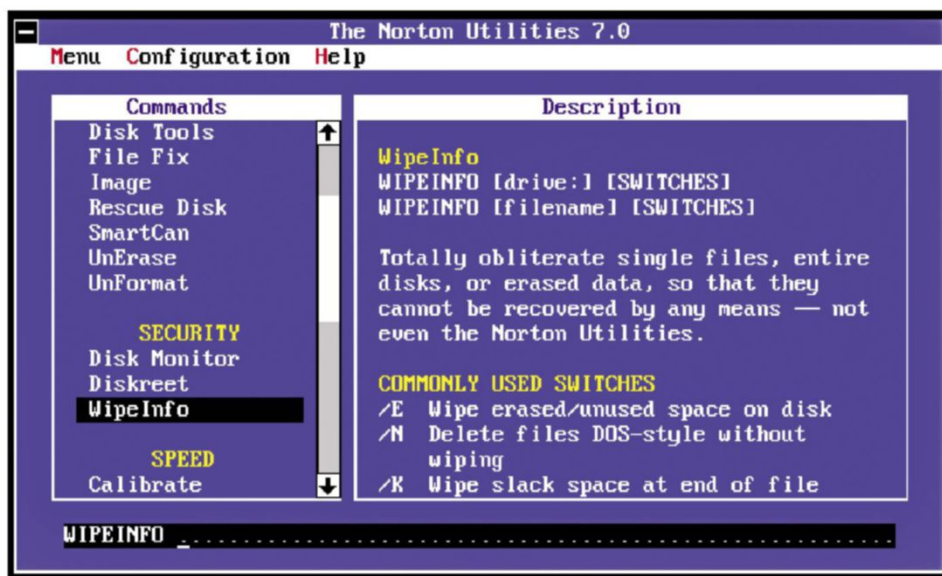 The Norton Utilities 7.0
Menu Configuration Help
Commands
Disk Tools
File Fix
Image
Rescue Disk
SmartCan
UnErase
UnFormat
SECURITY
Disk Monitor
Diskreet
WipeInfo
SPEED
Calibrate
Description
WipeInfo
WIPEINFO [drive:] [SWITCHES]
WIPEINFO [filename] [SWITCHES]
Totally obliterate single files, entire
disks, or erased data, so that they
cannot be recovered by any means — not
even the Norton Utilities.
COMMONLY USED SWITCHES
/E Wipe erased/unused space on disk
/N Delete files DOS-style without
wiping
/K Wipe slack space at end of file
WIPEINFO